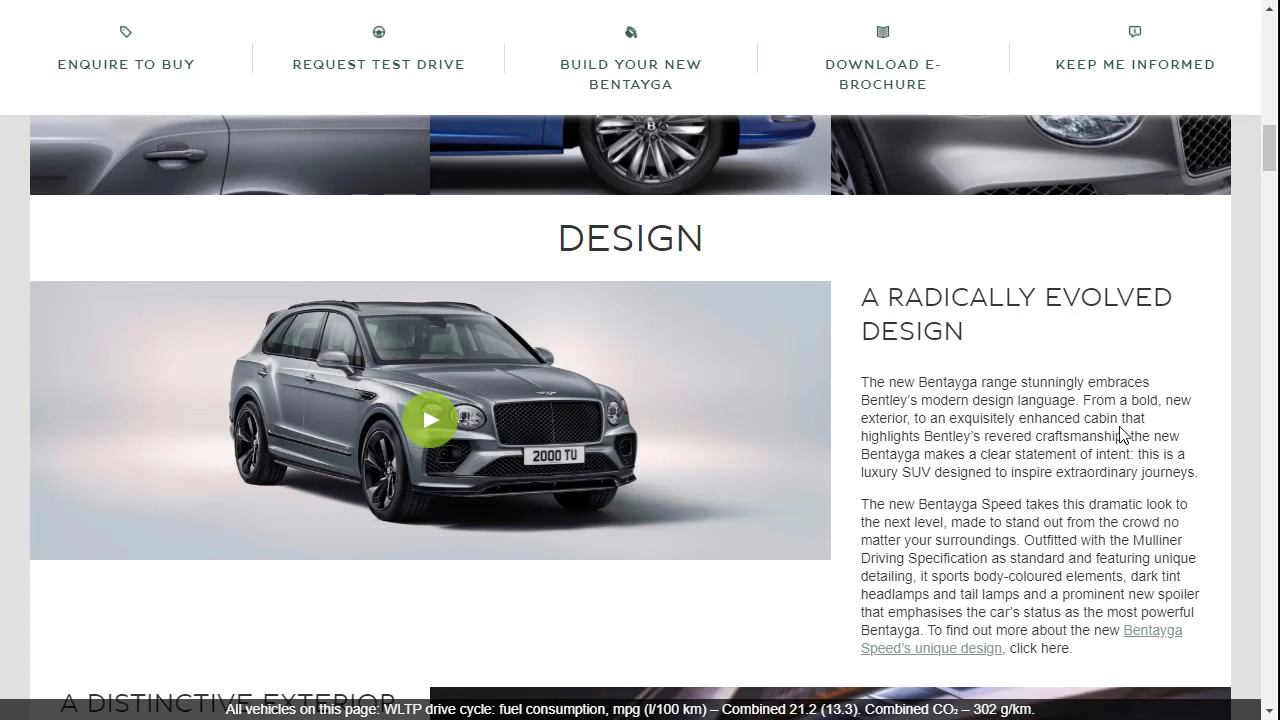 ENQUIRE TO BUY
REQUEST TEST DRIVE
BUILD YOUR NEW
BENTAYGA
DOWNLOAD E-
BROCHURE
KEEP ME INFORMED
B
DESIGN
2000 TU
A RADICALLY EVOLVED
DESIGN
The new Bentayga range stunningly embraces
Bentley’s modern design language. From a bold, new
exterior, to an exquisitely enhanced cabin that
highlights Bentley’s revered craftsmanship, the new
Bentayga makes a clear statement of intent: this is a
luxury SUV designed to inspire extraordinary journeys.
The new Bentayga Speed takes this dramatic look to
the next level, made to stand out from the crowd no
matter your surroundings. Outfitted with the Mulliner
Driving Specification as standard and featuring unique
detailing, it sports body-coloured elements, dark tint
headlamps and tail lamps and a prominent new spoiler
that emphasises the car’s status as the most powerful
Bentayga. To find out more about the new Bentayga
Speed’s unique design, click here.
A DISTINCTIVE EXTERIOR
All vehicles on this page: WLTP drive cycle: fuel consumption, mpg (l/100 km) – Combined 21.2 (13.3). Combined CO₂ – 302 g/km.